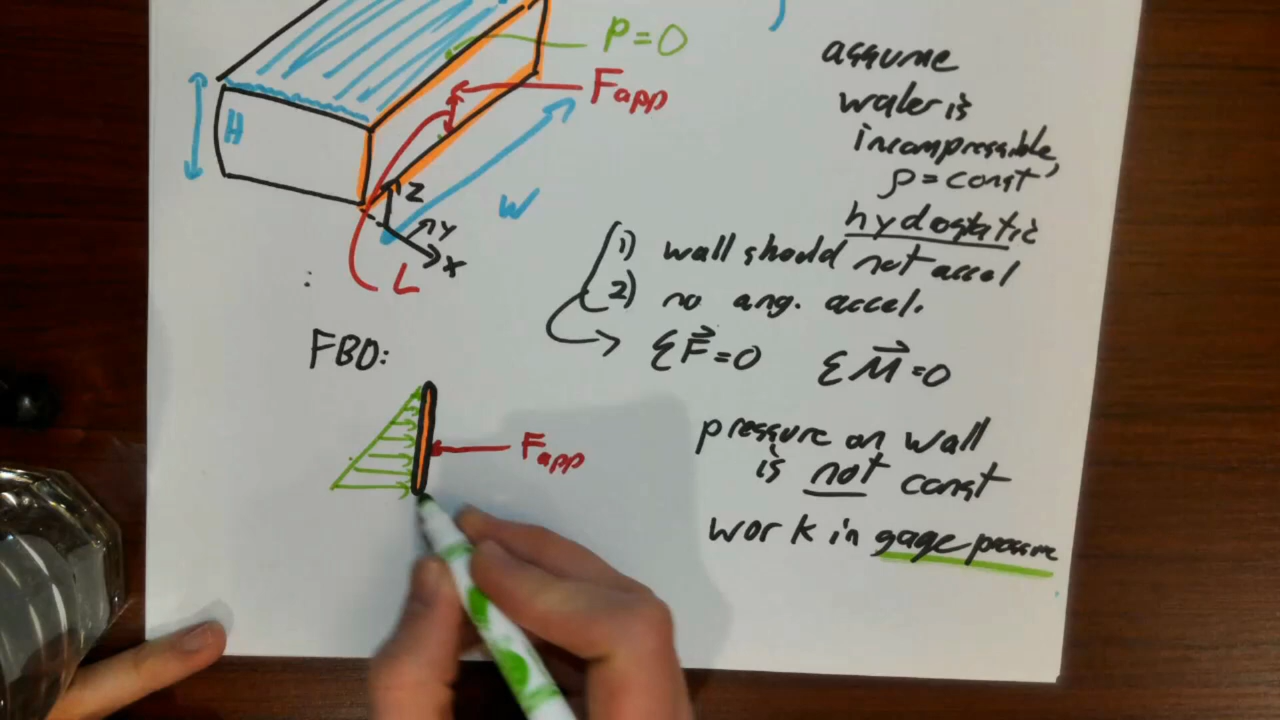 P=0
Fapp
H
Z
Y
X
W
L
assume
water is
incompressible,
ρ=const
hydostatic
1) wall should not accel
2) no ang. accel.
ΣF⃗=0 ΣM⃗=0
FBD:
Fapp
pressure on wall
is not const
work in gage pressure